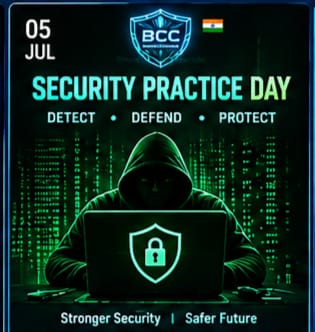 05
JUL
BCC
SECURITY PRACTICE DAY
DETECT • DEFEND • PROTECT
Stronger Security | Safer Future